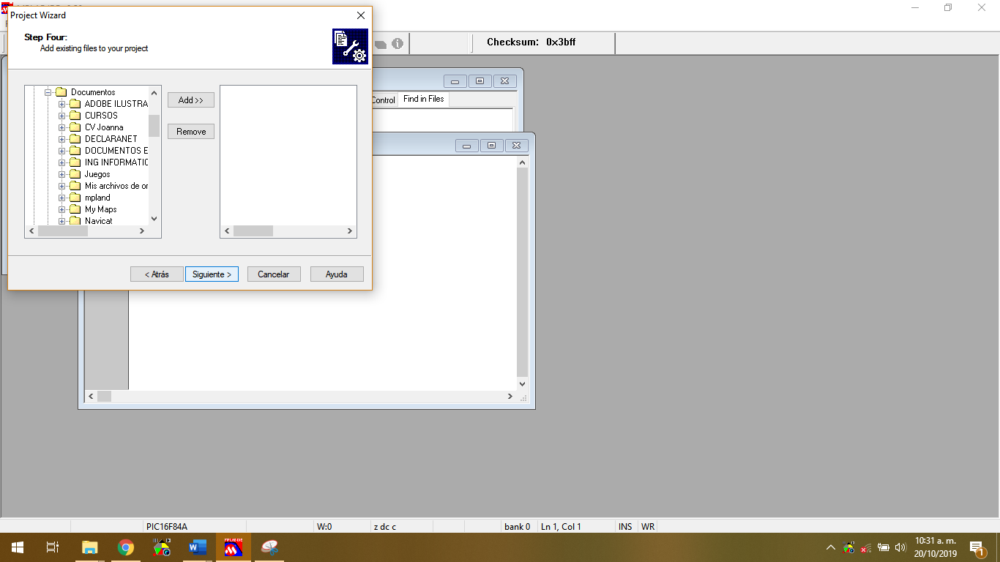 Project Wizard
Step Four:
Add existing files to your project
Checksum: 0x3bff
Documentos
ADOBE ILUSTRA
CURSOS
CV Joanna
DECLARANET
DOCUMENTOS E
ING INFORMATIC
Juegos
Mis archivos de or
mpland
My Maps
Navicat
Add >>
Remove
Control
Find in Files
< Atrás
Siguiente >
Cancelar
Ayuda
PIC16F84A
W:0
z dc c
bank 0
Ln 1, Col 1
INS
WR
10:31 a. m.
20/10/2019
1